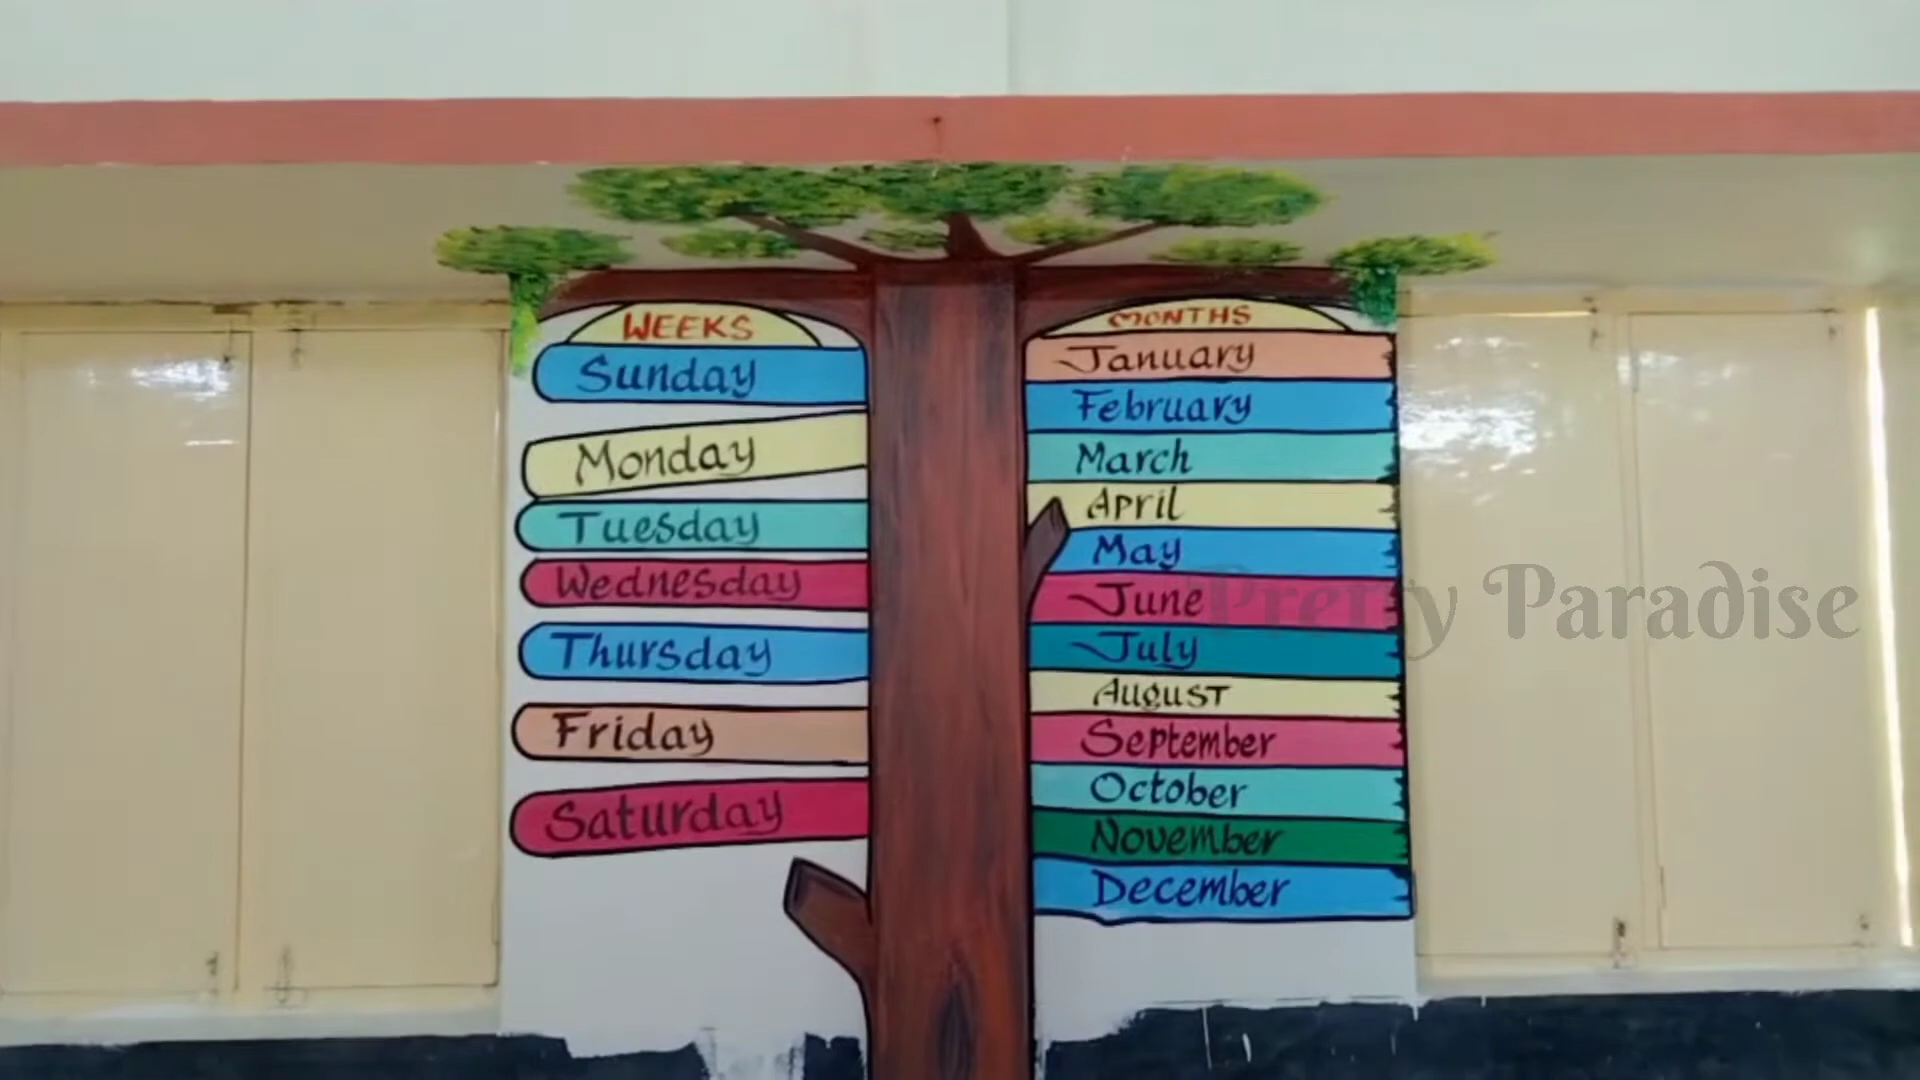 WEEKS
Sunday
Monday
Tuesday
Wednesday
Thursday
Friday
Saturday
MONTHS
January
February
March
April
May
June
July
August
September
October
November
December
Pretty Paradise